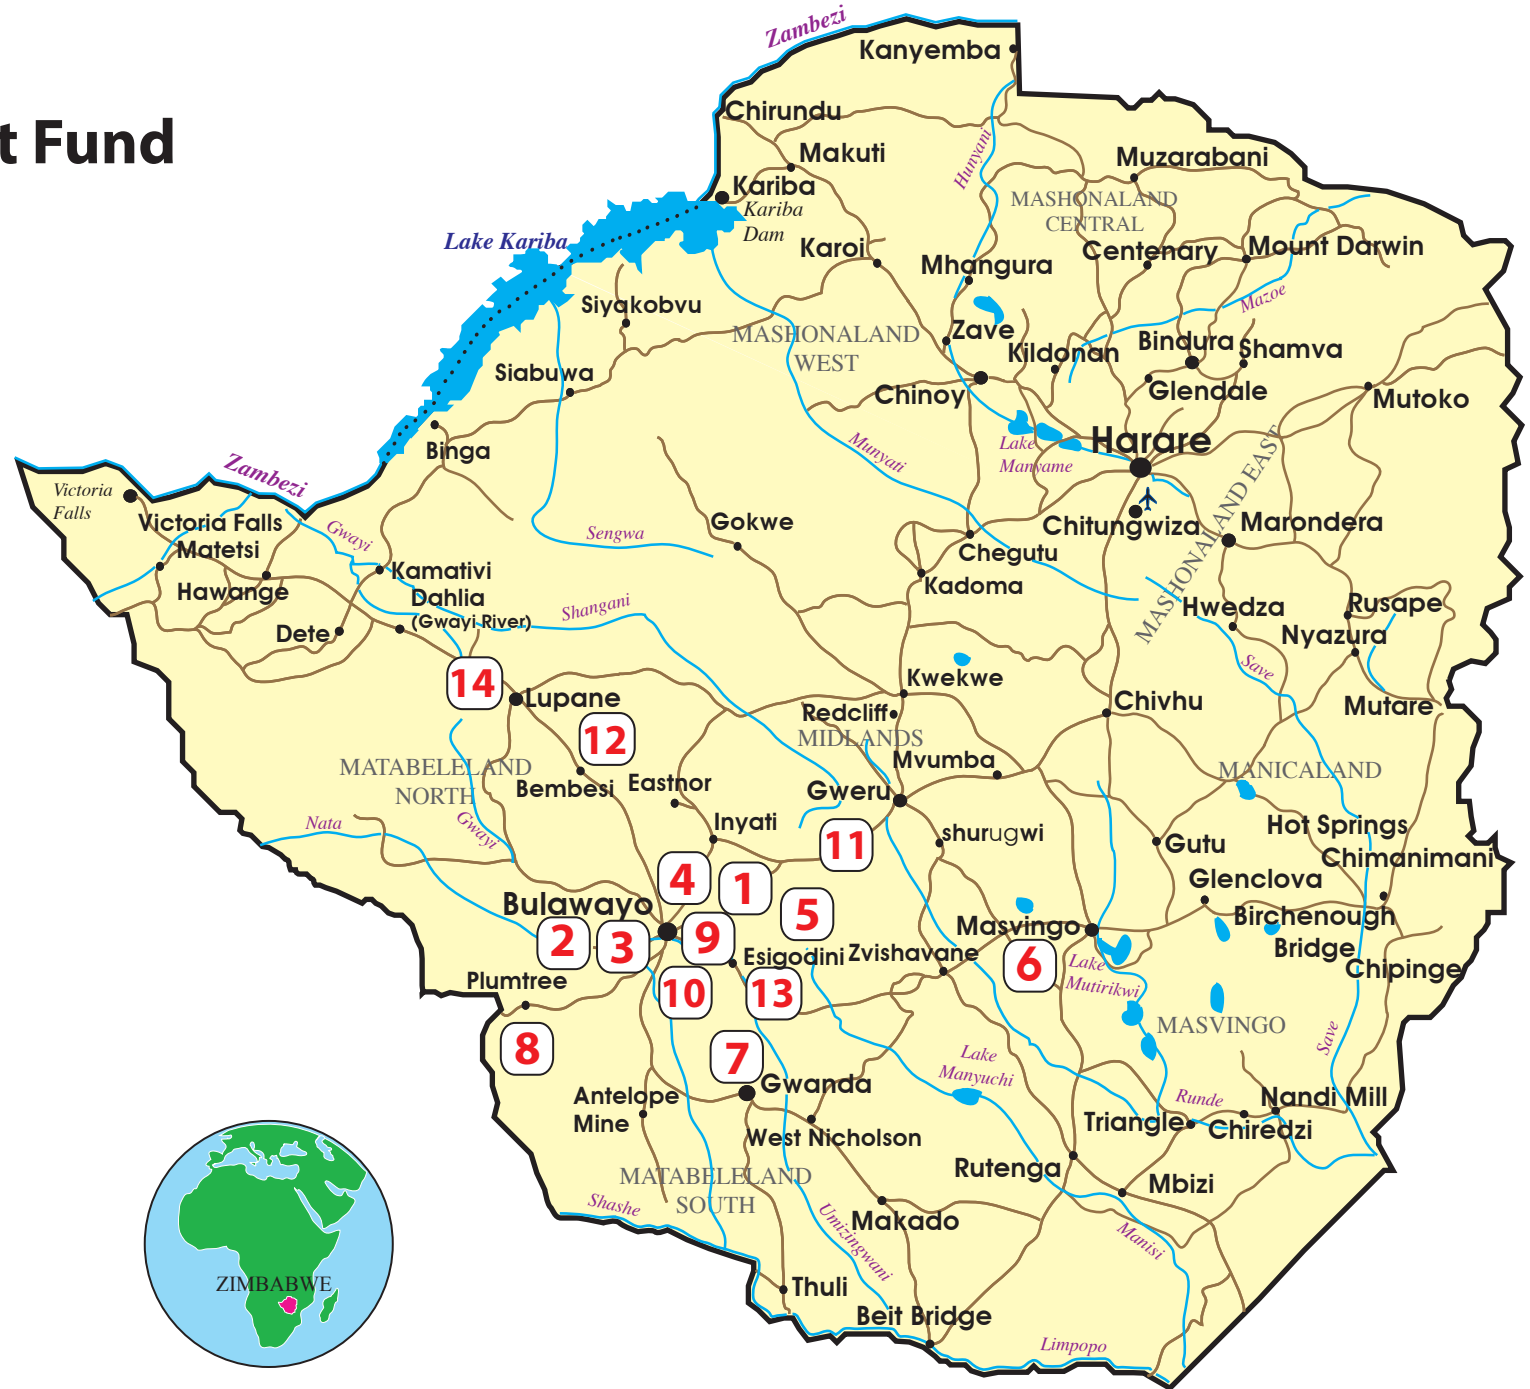 t Fund
Zambezi
Kanyemba
Chirundu
Makuti
Muzarabani
Hunyani
Kariba
Kariba
Dam
MASHONALAND
CENTRAL
Lake Kariba
Karoi
Mhangura
Centenary
Mount Darwin
Siyakobvu
Mazoe
MASHONALAND
WEST
Zave
Kildonan
Bindura
Shamva
Siabuwa
Chinoy
Glendale
Mutoko
Binga
Munyati
Lake
Manyame
Harare
MASHONALAND EAST
Zambezi
Victoria
Falls
Victoria Falls
Gwayi
Sengwa
Gokwe
Chitungwiza
Marondera
Matetsi
Hawange
Kamativi
Dahlia
(Gwayi River)
Shangani
Chegutu
Kadoma
Dete
Hwedza
Rusape
Nyazura
Save
14
Lupane
Kwekwe
Redcliff
Chivhu
Mutare
12
MIDLANDS
Mvumba
MATABELELAND
NORTH
Bembesi
Eastnor
Gweru
MANICALAND
Nata
Gwayi
Inyati
11
shurugwi
Gutu
Hot Springs
Chimanimani
4
1
Glenclova
Bulawayo
5
Masvingo
Birchenough
Bridge
2
3
9
Esigodini
Zvishavane
6
Lake
Mutirikwi
Chipinge
Plumtree
10
13
MASVINGO
Save
8
7
Lake
Manyuchi
Gwanda
Antelope
Mine
Runde
Nandi Mill
Triangle
Chiredzi
West Nicholson
Rutenga
Mbizi
MATABELELAND
SOUTH
Shashe
Umizingwani
Makado
Manisi
ZIMBABWE
Thuli
Beit Bridge
Limpopo